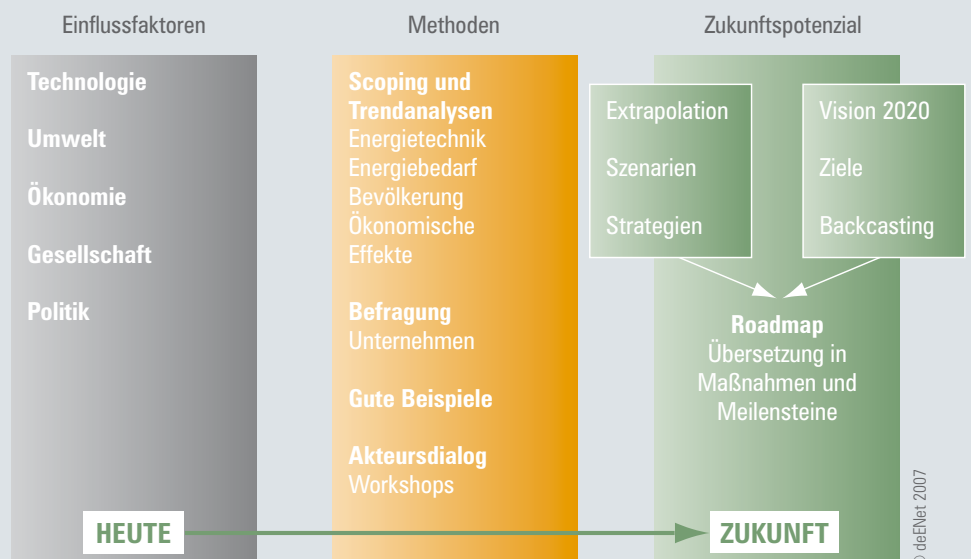 Einflussfaktoren
Technologie
Umwelt
Ökonomie
Gesellschaft
Politik
Methoden
Scoping und
Trendanalysen
Energietechnik
Energiebedarf
Bevölkerung
Ökonomische
Effekte
Befragung
Unternehmen
Gute Beispiele
Akteursdialog
Workshops
Zukunftspotenzial
Extrapolation
Szenarien
Strategien
Vision 2020
Ziele
Backcasting
Roadmap
Übersetzung in
Maßnahmen und
Meilensteine
HEUTE
ZUKUNFT
© deENet 2007